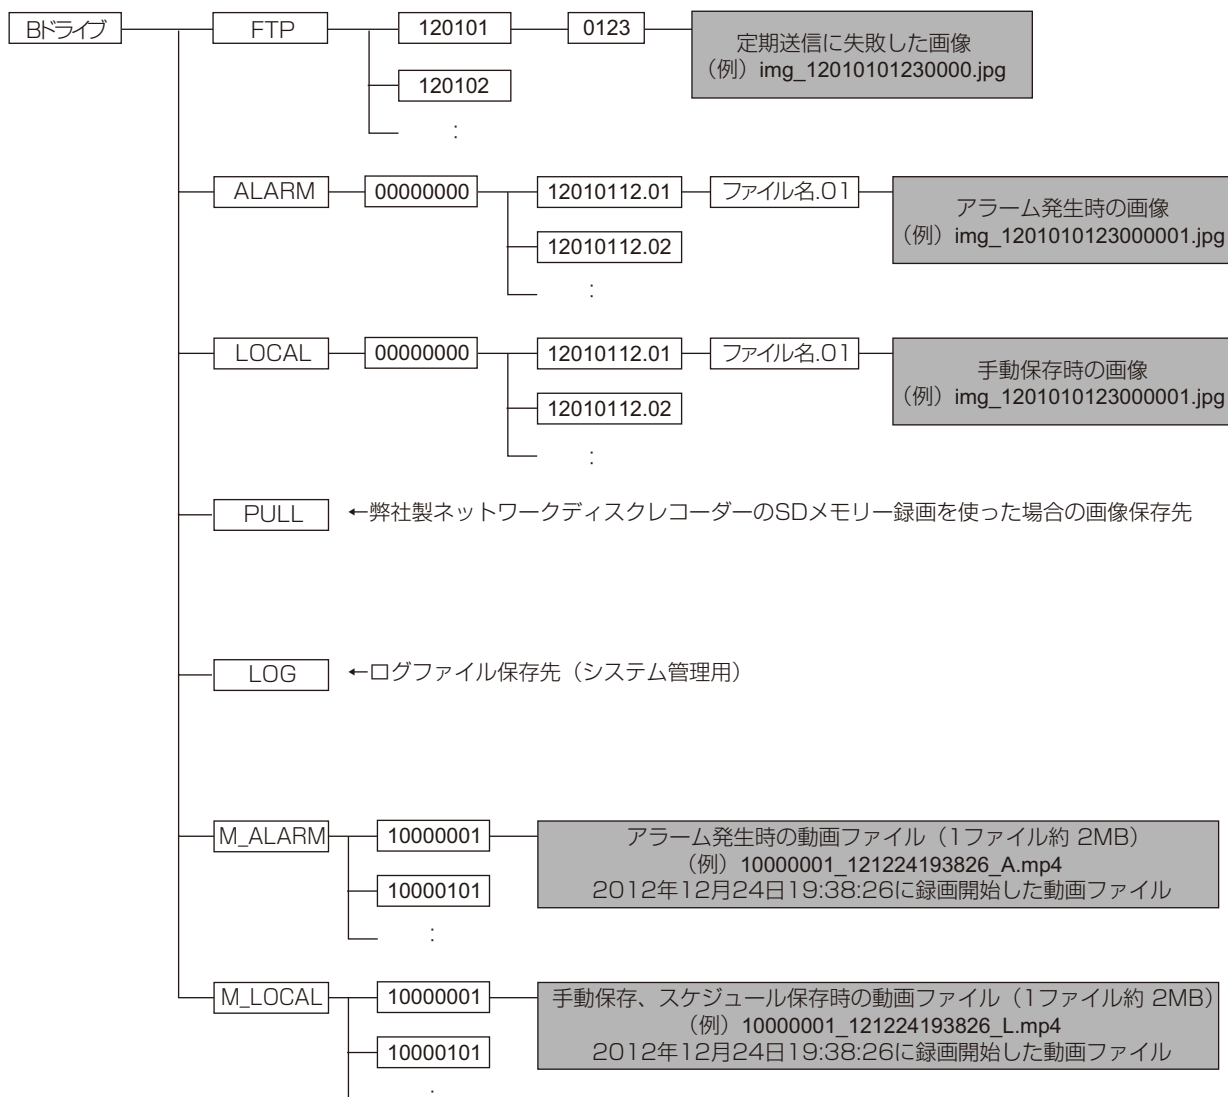 Bドライブ
FTP
120101
0123
定期送信に失敗した画像
（例）img_12010101230000.jpg
120102
：
ALARM
00000000
12010112.01
ファイル名.01
アラーム発生時の画像
（例）img_1201010123000001.jpg
12010112.02
：
LOCAL
00000000
12010112.01
ファイル名.01
手動保存時の画像
（例）img_1201010123000001.jpg
12010112.02
：
PULL
←弊社製ネットワークディスクレコーダーのSDメモリー録画を使った場合の画像保存先
LOG
←ログファイル保存先（システム管理用）
M_ALARM
10000001
アラーム発生時の動画ファイル（1ファイル約 2MB）
（例）10000001_121224193826_A.mp4
2012年12月24日19:38:26に録画開始した動画ファイル
10000101
：
M_LOCAL
10000001
手動保存、スケジュール保存時の動画ファイル（1ファイル約 2MB）
（例）10000001_121224193826_L.mp4
2012年12月24日19:38:26に録画開始した動画ファイル
10000101
：